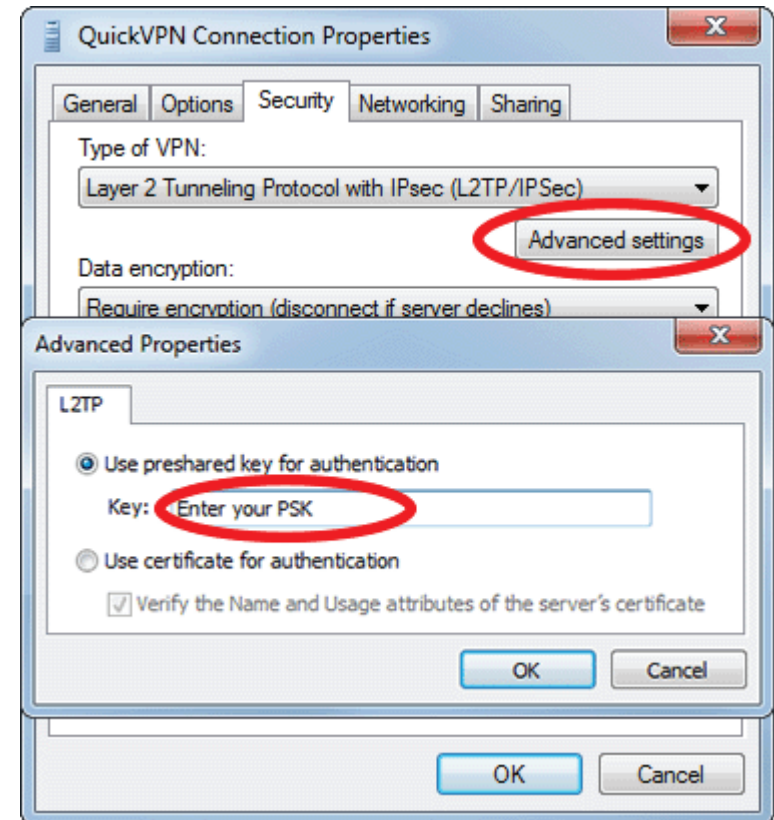 QuickVPN Connection Properties
General Options Security Networking Sharing
Type of VPN:
Layer 2 Tunneling Protocol with IPsec (L2TP/IPSec)
Advanced settings
Data encryption:
Require encryption (disconnect if server declines)
Advanced Properties
L2TP
Use preshared key for authentication
Key: Enter your PSK
Use certificate for authentication
Verify the Name and Usage attributes of the server's certificate
OK Cancel
OK Cancel